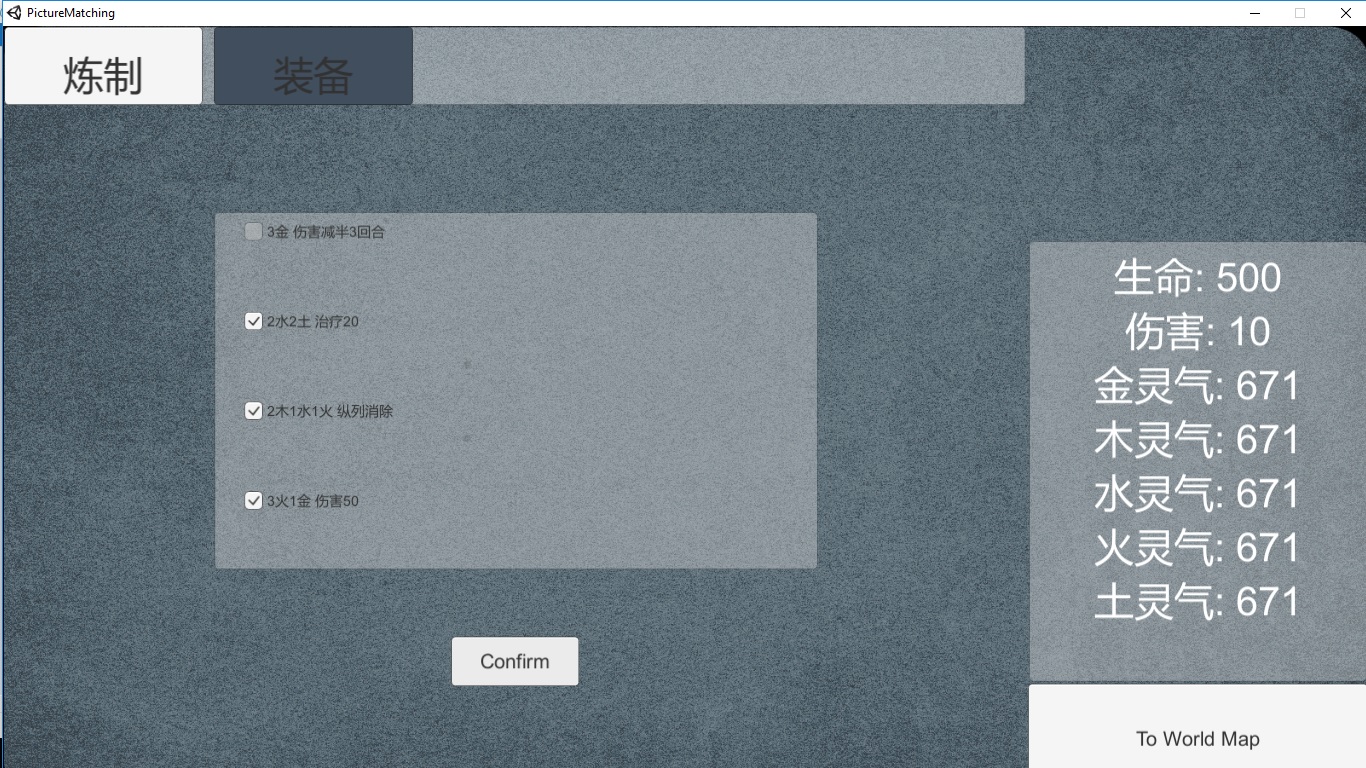 PictureMatching
炼制
装备
3金 伤害减半3回合
2水2土 治疗20
2木1水1火 纵列消除
3火1金 伤害50
Confirm
生命: 500
伤害: 10
金灵气: 671
木灵气: 671
水灵气: 671
火灵气: 671
土灵气: 671
To World Map